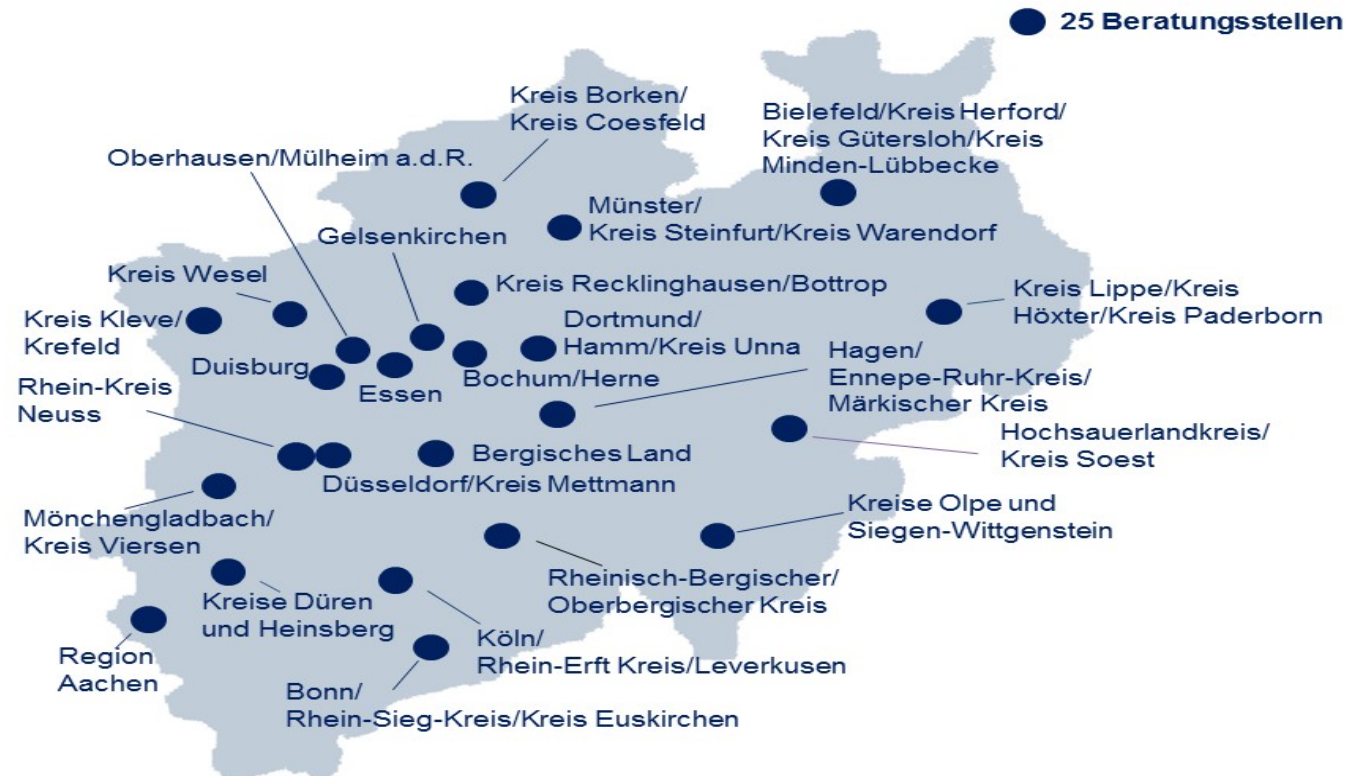 25 Beratungsstellen
Kreis Borken/
Kreis Coesfeld
Bielefeld/Kreis Herford/
Kreis Gütersloh/Kreis
Minden-Lübbecke
Oberhausen/Mülheim a.d.R.
Münster/
Kreis Steinfurt/Kreis Warendorf
Gelsenkirchen
Kreis Wesel
Kreis Recklinghausen/Bottrop
Kreis Lippe/Kreis
Höxter/Kreis Paderborn
Kreis Kleve/
Krefeld
Dortmund/
Hamm/Kreis Unna
Duisburg
Essen
Bochum/Herne
Hagen/
Ennepe-Ruhr-Kreis/
Märkischer Kreis
Rhein-Kreis
Neuss
Hochsauerlandkreis/
Kreis Soest
Bergisches Land
Düsseldorf/Kreis Mettmann
Mönchengladbach/
Kreis Viersen
Kreise Olpe und
Siegen-Wittgenstein
Rheinisch-Bergischer/
Oberbergischer Kreis
Kreise Düren
und Heinsberg
Köln/
Rhein-Erft Kreis/Leverkusen
Region
Aachen
Bonn/
Rhein-Sieg-Kreis/Kreis Euskirchen